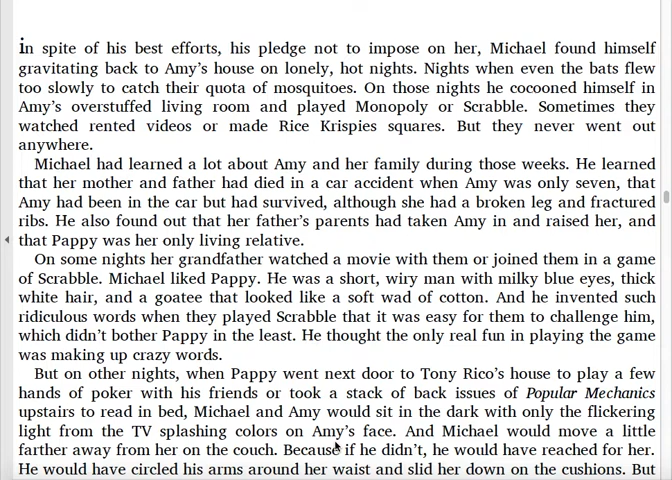 in spite of his best efforts, his pledge not to impose on her, Michael found himself
gravitating back to Amy’s house on lonely, hot nights. Nights when even the bats flew
too slowly to catch their quota of mosquitoes. On those nights he cocooned himself in
Amy’s overstuffed living room and played Monopoly or Scrabble. Sometimes they
watched rented videos or made Rice Krispies squares. But they never went out
anywhere.
Michael had learned a lot about Amy and her family during those weeks. He learned
that her mother and father had died in a car accident when Amy was only seven, that
Amy had been in the car but had survived, although she had a broken leg and fractured
ribs. He also found out that her father’s parents had taken Amy in and raised her, and
that Pappy was her only living relative.
On some nights her grandfather watched a movie with them or joined them in a game
of Scrabble. Michael liked Pappy. He was a short, wiry man with milky blue eyes, thick
white hair, and a goatee that looked like a soft wad of cotton. And he invented such
ridiculous words when they played Scrabble that it was easy for them to challenge him,
which didn’t bother Pappy in the least. He thought the only real fun in playing the game
was making up crazy words.
But on other nights, when Pappy went next door to Tony Rico’s house to play a few
hands of poker with his friends or took a stack of back issues of Popular Mechanics
upstairs to read in bed, Michael and Amy would sit in the dark with only the flickering
light from the TV splashing colors on Amy’s face. And Michael would move a little
farther away from her on the couch. Because if he didn’t, he would have reached for her.
He would have circled his arms around her waist and slid her down on the cushions. But